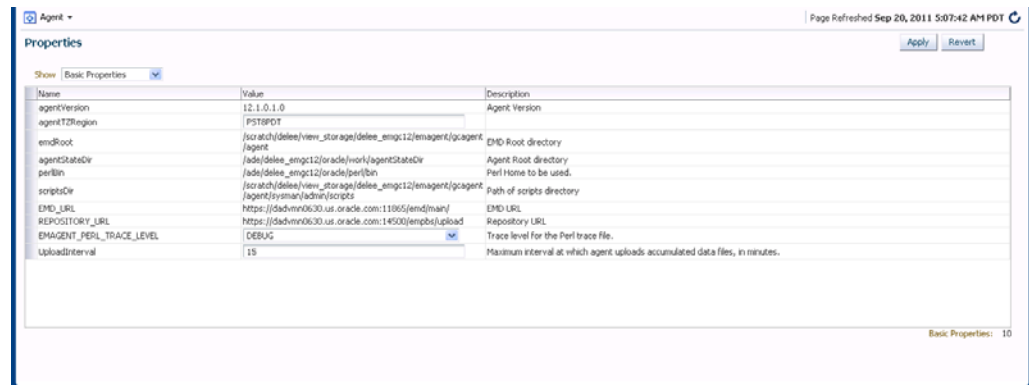 Agent
Page Refreshed Sep 20, 2011 5:07:42 AM PDT
Properties
Apply Revert
Show Basic Properties
Name Value Description
agentVersion 12.1.0.1.0 Agent Version
agentTZRegion PST8PDT
emdRoot /scratch/delee/view_storage/delee_emgc12/emagent/gcagent EMD Root directory
/agent
agentStateDir /ade/delee_emgc12/oracle/work/agentStateDir Agent Root directory
perlBin /ade/delee_emgc12/oracle/perl/bin Perl Home to be used.
scriptsDir /scratch/delee/view_storage/delee_emgc12/emagent/gcagent Path of scripts directory
/agent/sysman/admin/scripts
EMD_URL https://dadvmn0630.us.oracle.com:11865/emd/main/ EMD URL
REPOSITORY_URL https://dadvmn0630.us.oracle.com:14500/empbs/upload Repository URL
EMAGENT_PERL_TRACE_LEVEL DEBUG Trace level for the Perl trace file.
UploadInterval 15 Maximum interval at which agent uploads accumulated data files, in minutes.
Basic Properties: 10